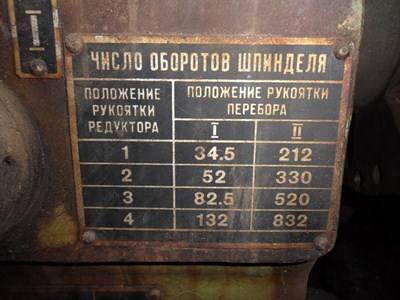 I
ЧИСЛО ОБОРОТОВ ШПИНДЕЛЯ
ПОЛОЖЕНИЕ
РУКОЯТКИ
РЕДУКТОРА
ПОЛОЖЕНИЕ РУКОЯТКИ
ПЕРЕБОРА
I II
1 34.5 212
2 52 330
3 82.5 520
4 132 832